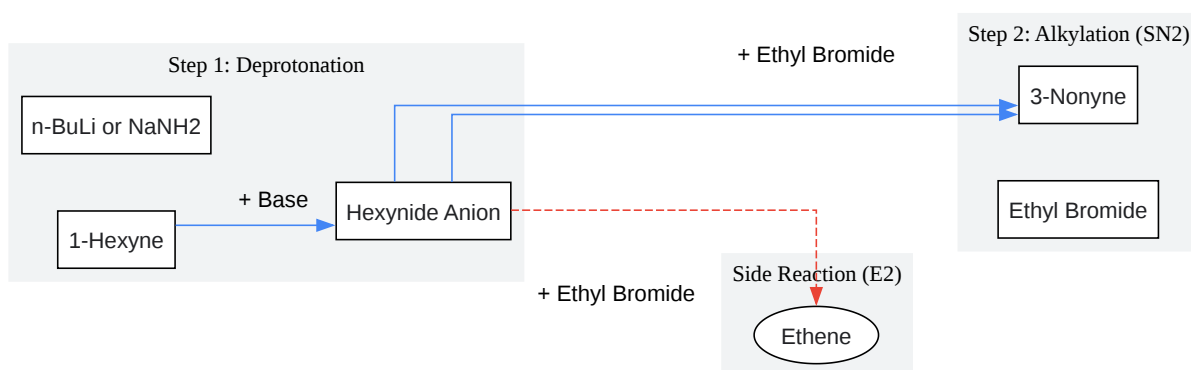 Step 1: Deprotonation
n-BuLi or NaNH2
1-Hexyne
+ Base
Hexynide Anion
+ Ethyl Bromide
Step 2: Alkylation (SN2)
3-Nonyne
Ethyl Bromide
+ Ethyl Bromide
Side Reaction (E2)
Ethene